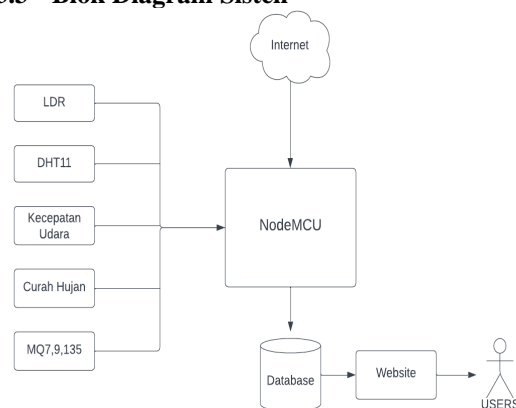 Blok Diagram Sistem
Internet
LDR
DHT11
Kecepatan
Udara
NodeMCU
Curah Hujan
MQ7,9,135
Database
Website
USERS